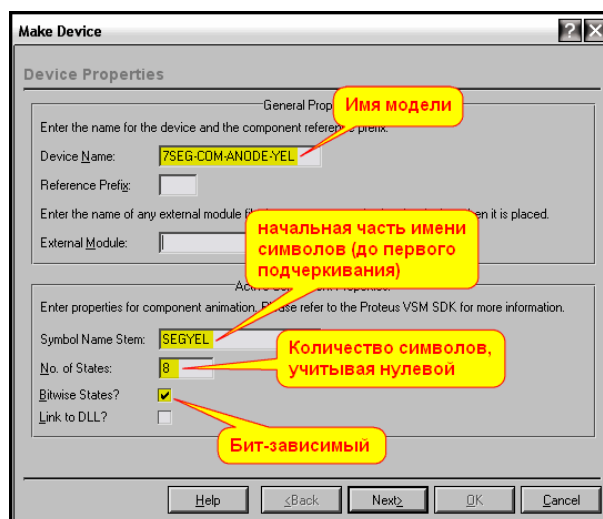 Make Device
Device Properties
General Prop
Имя модели
Enter the name for the device and the component reference prefix.
Device Name: 7SEG-COM-ANODE-YEL
Reference Prefix:
Enter the name of any external module file
when it is placed.
External Module:
начальная часть имени
символов (до первого
подчеркивания)
Enter properties for component animation. Please refer to the Proteus VSM SDK for more information.
Symbol Name Stem: SEGYEL
Количество символов,
учитывая нулевой
No. of States: 8
Bitwise States?
Link to DLL?
Бит-зависимый
Help <Back Next> OK Cancel